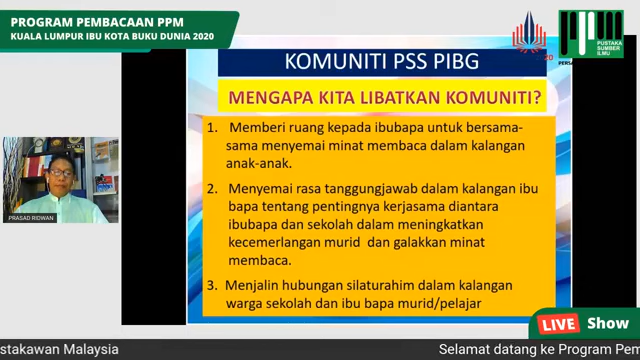 PROGRAM PEMBACAAN PPM
KUALA LUMPUR IBU KOTA BUKU DUNIA 2020
20
PUSTAKA
SUMBER
ILMU
PERSA
KOMUNITI PSS PIBG
MENGAPA KITA LIBATKAN KOMUNITI?
1. Memberi ruang kepada ibubapa untuk bersama-
sama menyemai minat membaca dalam kalangan
anak-anak.
2. Menyemai rasa tanggungjawab dalam kalangan ibu
bapa tentang pentingnya kerjasama diantara
ibubapa dan sekolah dalam meningkatkan
kecemerlangan murid dan galakkan minat
membaca.
3. Menjalin hubungan silaturahim dalam kalangan
warga sekolah dan ibu bapa murid/pelajar
PRASAD RIDWAN
LIVE Show
stakawan Malaysia
Selamat datang ke Program Pem